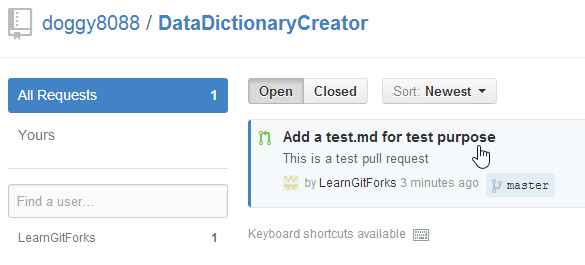 doggy8088 / DataDictionaryCreator
All Requests 1
Yours
Find a user...
LearnGitForks 1
Open Closed Sort: Newest
Add a test.md for test purpose
This is a test pull request
by LearnGitForks 3 minutes ago master
Keyboard shortcuts available